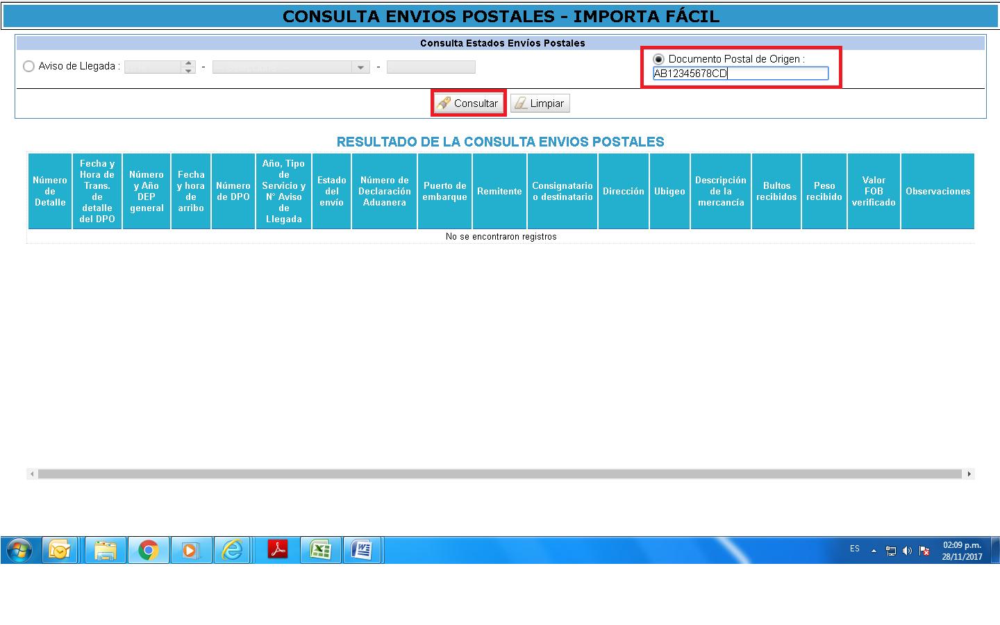 CONSULTA ENVIOS POSTALES - IMPORTA FÁCIL
Consulta Estados Envíos Postales
Aviso de Llegada : - -
Documento Postal de Origen :
AB12345678CD
Consultar Limpiar
RESULTADO DE LA CONSULTA ENVIOS POSTALES
Número
de
Detalle
Fecha y
Hora de
Trans.
de
detalle
del DPO
Número
y Año
DEP
general
Fecha
y hora
de
arribo
Número
de DPO
Año, Tipo
de
Servicio y
N° Aviso
de
Llegada
Estado
del
envío
Número de
Declaración
Aduanera
Puerto de
embarque
Remitente
Consignatario
o destinatario
Dirección
Ubigeo
Descripción
de la
mercancía
Bultos
recibidos
Peso
recibido
Valor
FOB
verificado
Observaciones
No se encontraron registros
ES
02:09 p.m.
28/11/2017